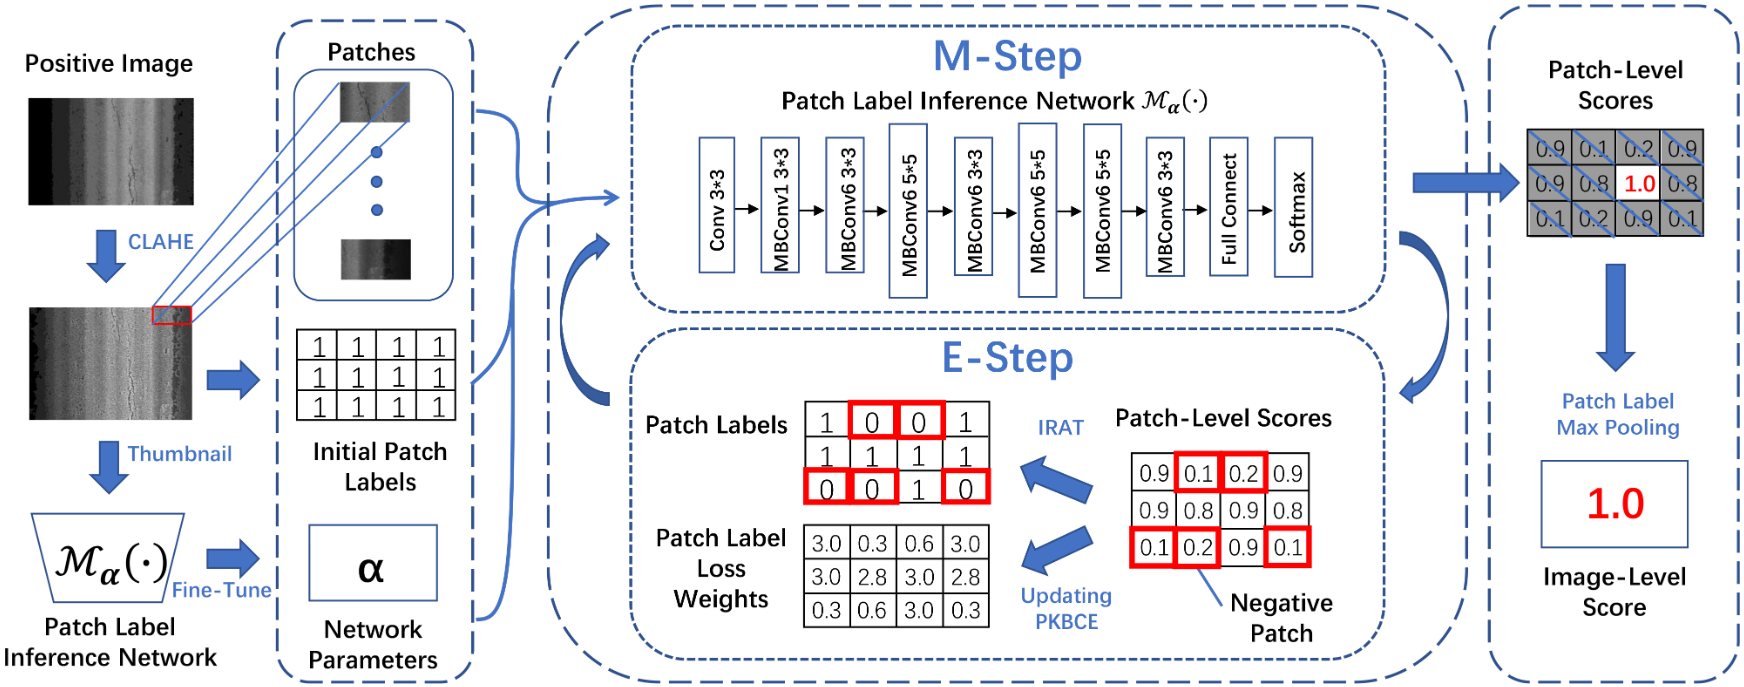 Positive Image
CLAHE
Thumbnail
ℳα(·)
Fine-Tune
Patch Label
Inference Network
Patches
1 1 1 1
1 1 1 1
1 1 1 1
Initial Patch
Labels
α
Network
Parameters
M-Step
Patch Label Inference Network ℳα(·)
Conv 3*3
MBConv1 3*3
MBConv6 3*3
MBConv6 5*5
MBConv6 3*3
MBConv6 5*5
MBConv6 5*5
MBConv6 3*3
Full Connect
Softmax
E-Step
Patch Labels
1 0 0 1
1 1 1 1
0 0 1 0
IRAT
Patch-Level Scores
0.9 0.1 0.2 0.9
0.9 0.8 0.9 0.8
0.1 0.2 0.9 0.1
Patch Label
Loss
Weights
3.0 0.3 0.6 3.0
3.0 2.8 3.0 2.8
0.3 0.6 3.0 0.3
Updating
PKBCE
Negative
Patch
Patch-Level
Scores
0.9 0.1 0.2 0.9
0.9 0.8 1.0 0.8
0.1 0.2 0.9 0.1
Patch Label
Max Pooling
1.0
Image-Level
Score